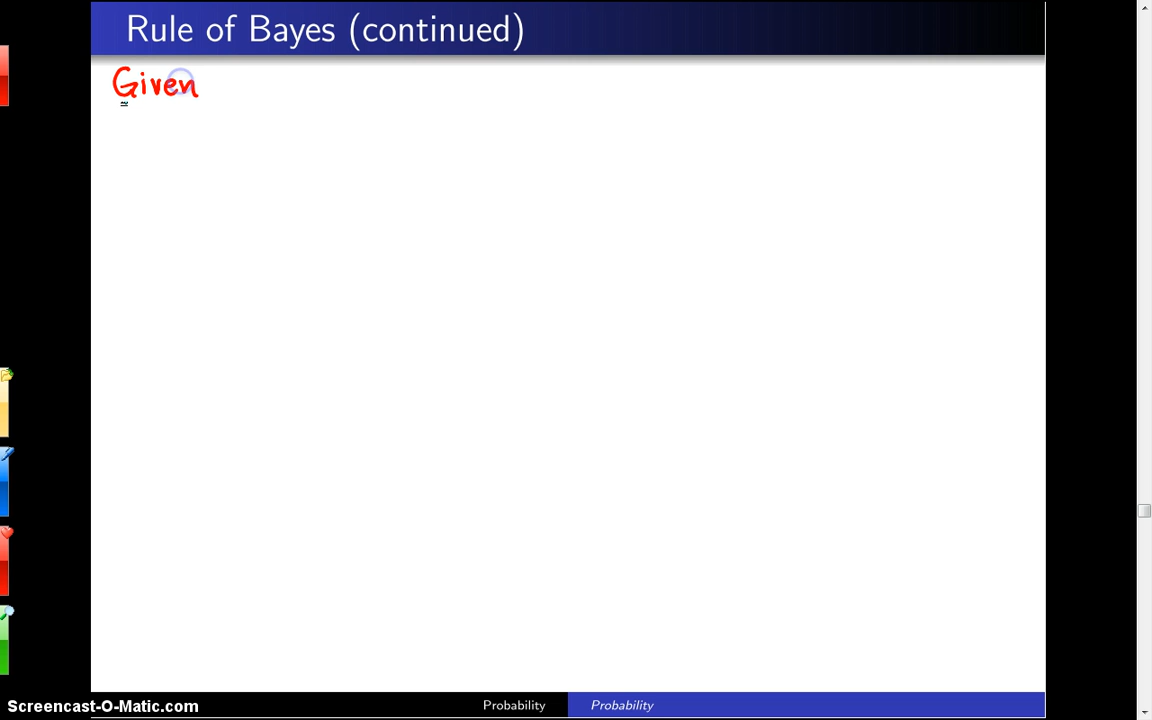 Rule of Bayes (continued)
Given
Screencast-O-Matic.com
Probability
Probability